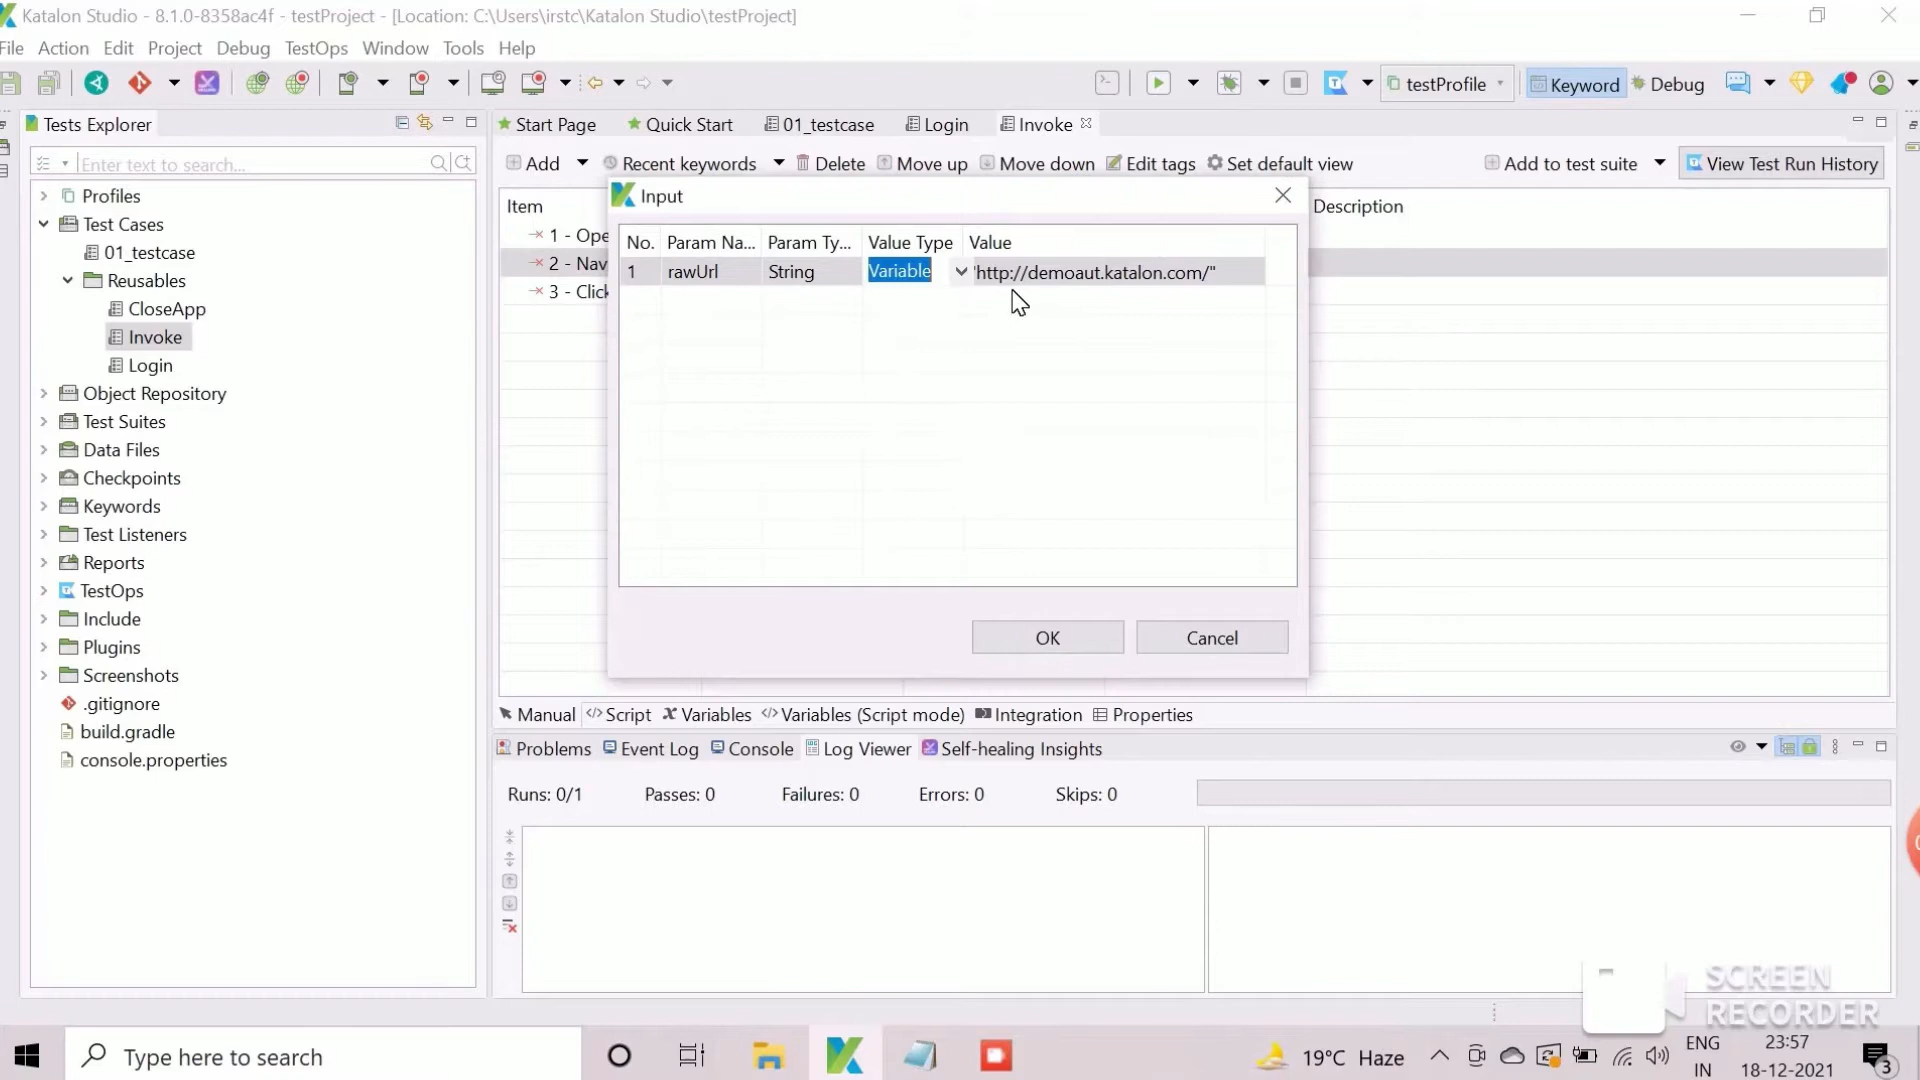 Katalon Studio - 8.1.0-8358ac4f - testProject - [Location: C:\Users\irstc\Katalon Studio\testProject]
File Action Edit Project Debug TestOps Window Tools Help
testProfile Keyword Debug
Tests Explorer
Start Page Quick Start 01_testcase Login Invoke
Enter text to search...
Add Recent keywords Delete Move up Move down Edit tags Set default view Add to test suite View Test Run History
Item Description
1 - Ope
2 - Nav
3 - Click
Input
No. Param Na... Param Ty... Value Type Value
1 rawUrl String Variable "http://demoaut.katalon.com/"
OK Cancel
Profiles
Test Cases
01_testcase
Reusables
CloseApp
Invoke
Login
Object Repository
Test Suites
Data Files
Checkpoints
Keywords
Test Listeners
Reports
TestOps
Include
Plugins
Screenshots
.gitignore
build.gradle
console.properties
Manual Script Variables Variables (Script mode) Integration Properties
Problems Event Log Console Log Viewer Self-healing Insights
Runs: 0/1 Passes: 0 Failures: 0 Errors: 0 Skips: 0
SCREEN
RECORDER
Type here to search
19°C Haze
ENG
IN
23:57
18-12-2021
3